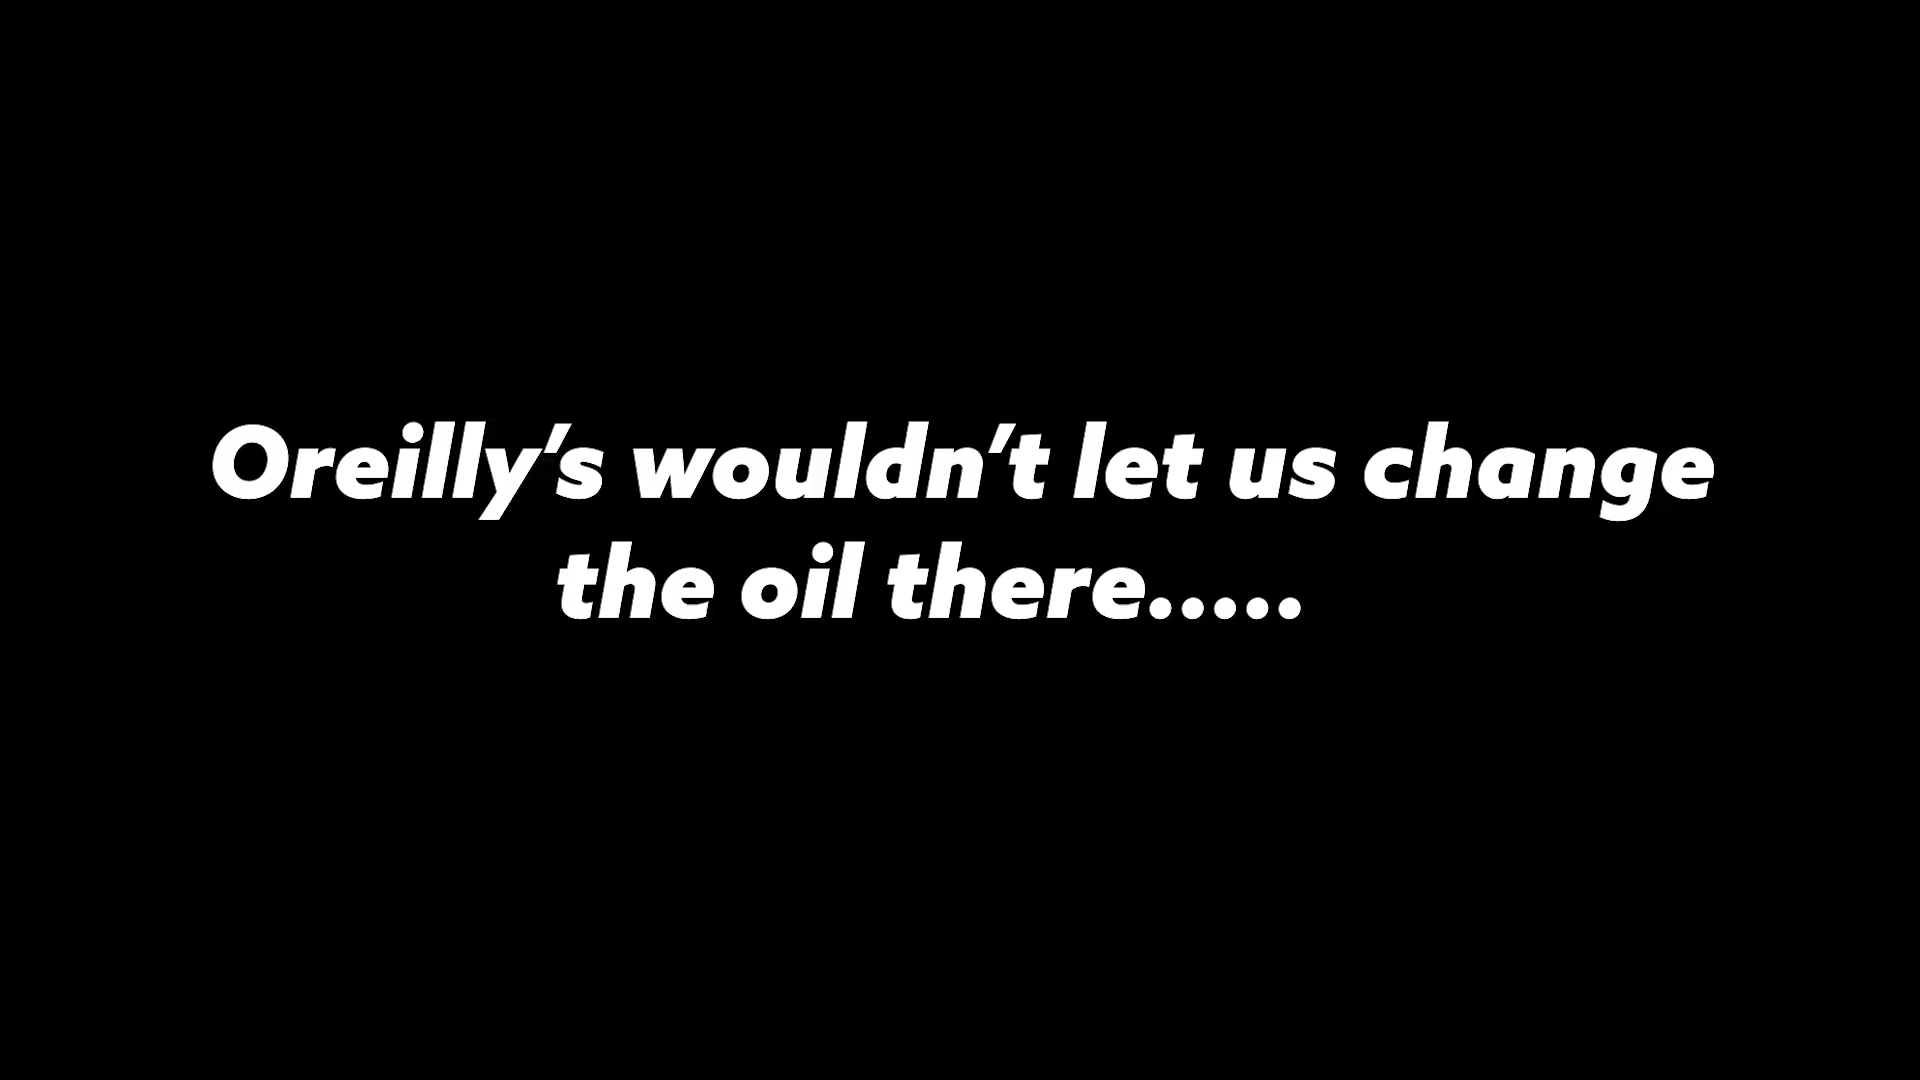 Oreilly’s wouldn’t let us change
the oil there.....